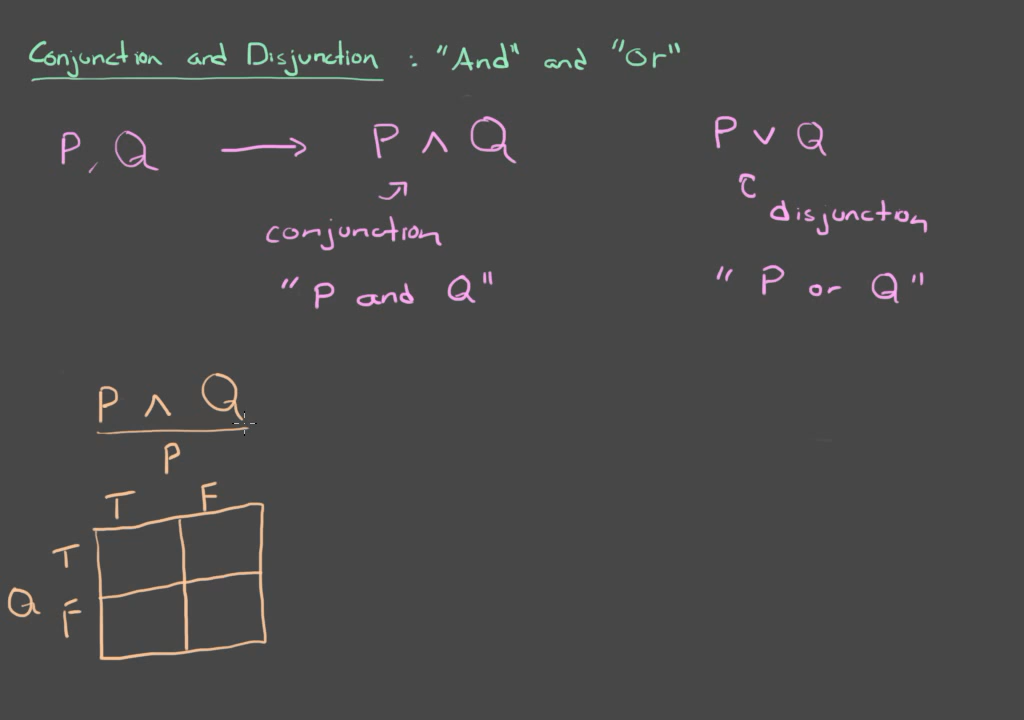 Conjunction and Disjunction : "And" and "Or"
P, Q ⟶ P ∧ Q
P ∨ Q
conjunction
disjunction
"P and Q"
"P or Q"
P ∧ Q
P
T F
T
Q F